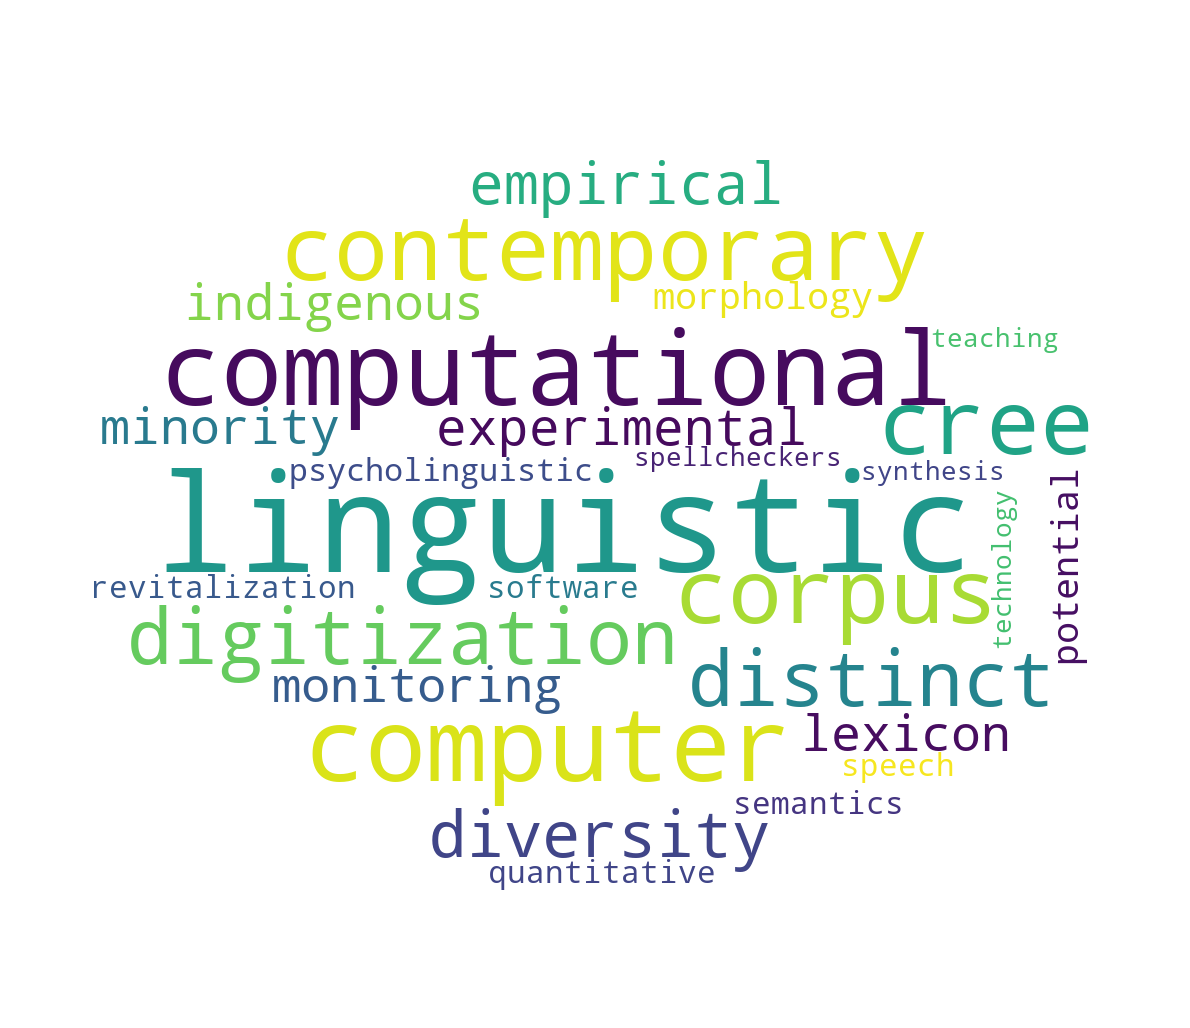 empirical
contemporary
indigenous
morphology
computational
teaching
minority
experimental
cree
psycholinguistic
spellcheckers
synthesis
linguistic
potential
technology
revitalization
software
corpus
digitization
monitoring
distinct
computer
lexicon
speech
semantics
diversity
quantitative